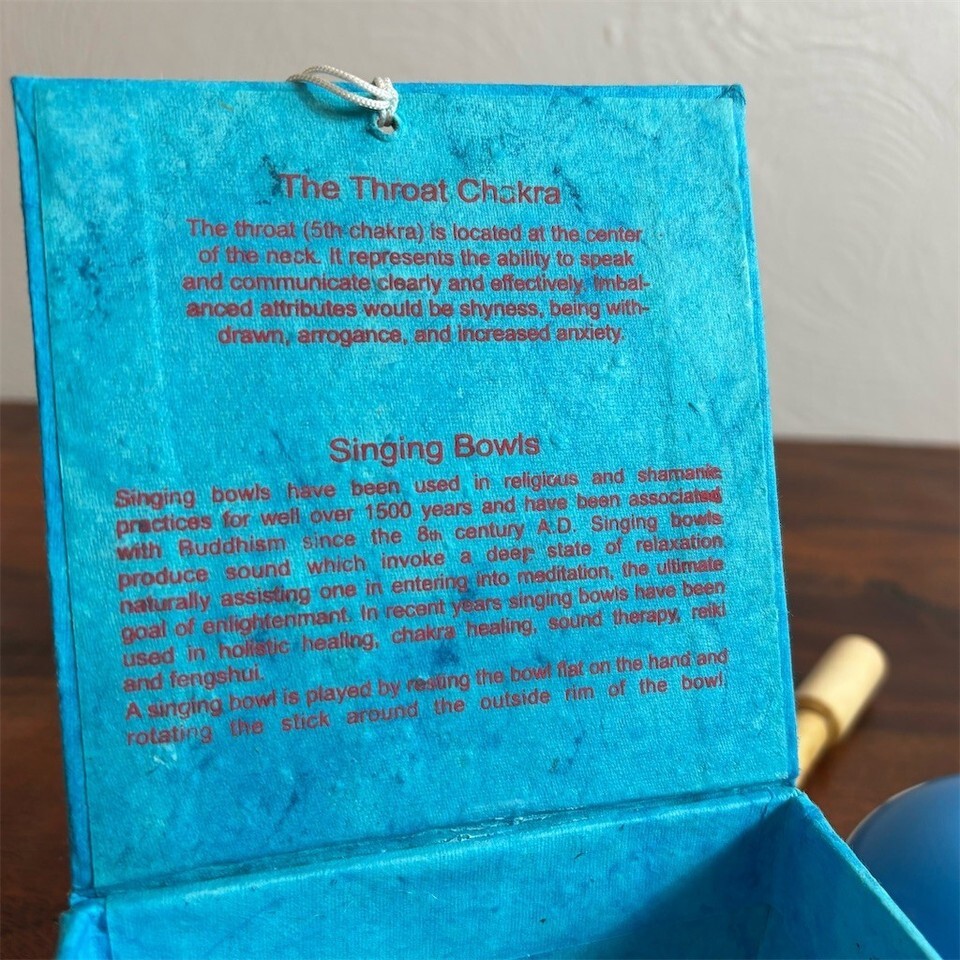 The Throat Chakra
The throat (5th chakra) is located at the center
of the neck. It represents the ability to speak
and communicate clearly and effectively. Imbal-
anced attributes would be shyness, being with-
drawn, arrogance, and increased anxiety.
Singing Bowls
Singing bowls have been used in religious and shamanic
practices for well over 1500 years and have been associated
with Buddhism since the 8th century A.D. Singing bowls
produce sound which invoke a deep state of relaxation
naturally assisting one in entering into meditation, the ultimate
goal of enlightenmant. In recent years singing bowls have been
used in holistic healing, chakra healing, sound therapy, reiki
and fengshui.
A singing bowl is played by resting the bowl flat on the hand and
rotating the stick around the outside rim of the bowl.